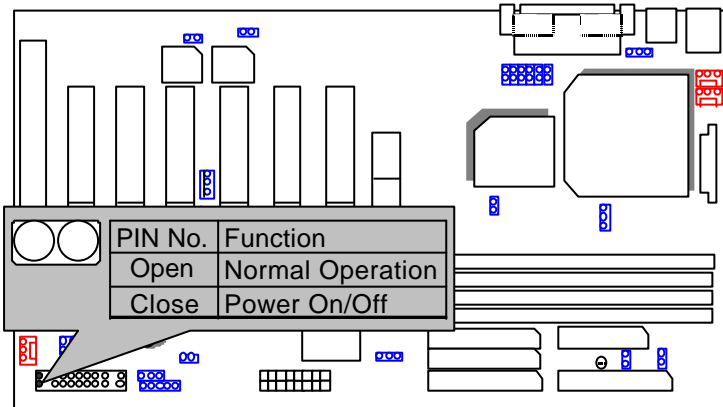 PIN No. Function
Open Normal Operation
Close Power On/Off